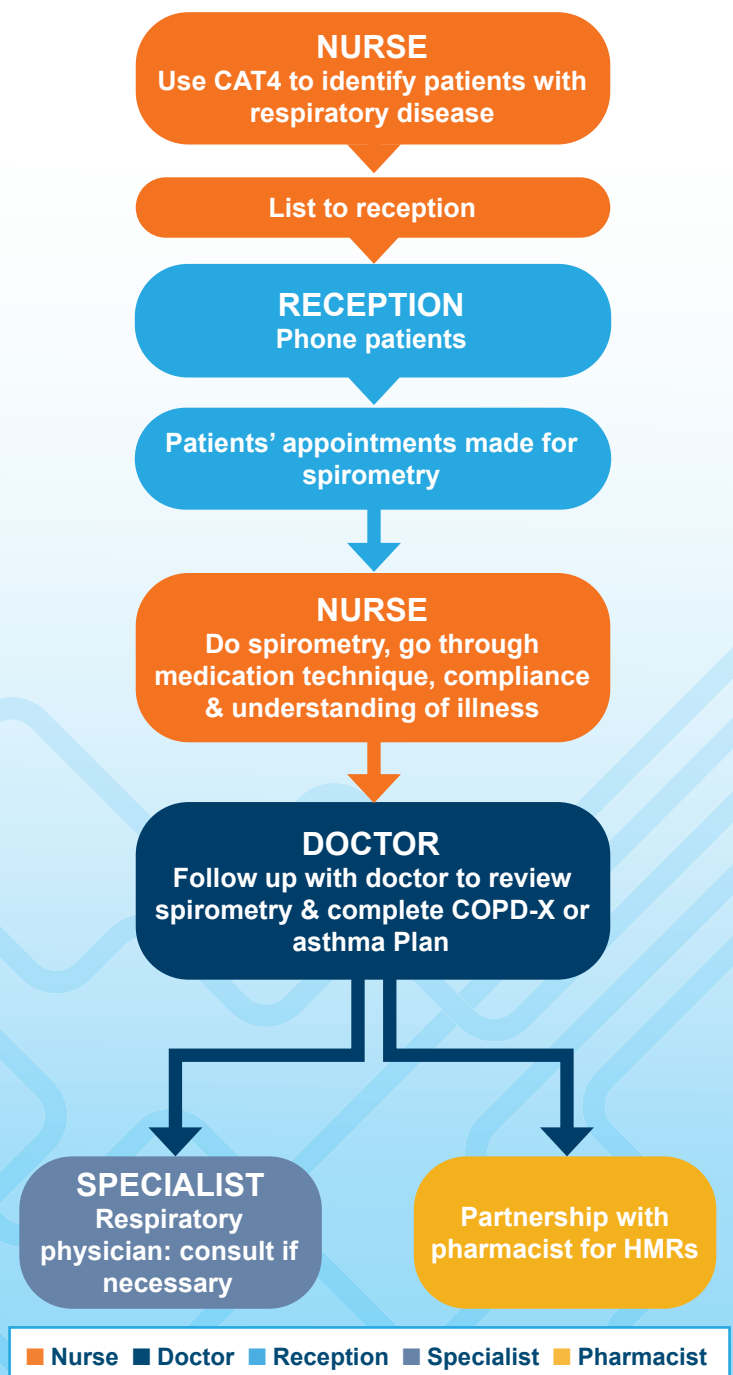 NURSE
Use CAT4 to identify patients with
respiratory disease
List to reception
RECEPTION
Phone patients
Patients’ appointments made for
spirometry
NURSE
Do spirometry, go through
medication technique, compliance
& understanding of illness
DOCTOR
Follow up with doctor to review
spirometry & complete COPD-X or
asthma Plan
SPECIALIST
Respiratory
physician: consult if
necessary
Partnership with
pharmacist for HMRs
Nurse Doctor Reception Specialist Pharmacist